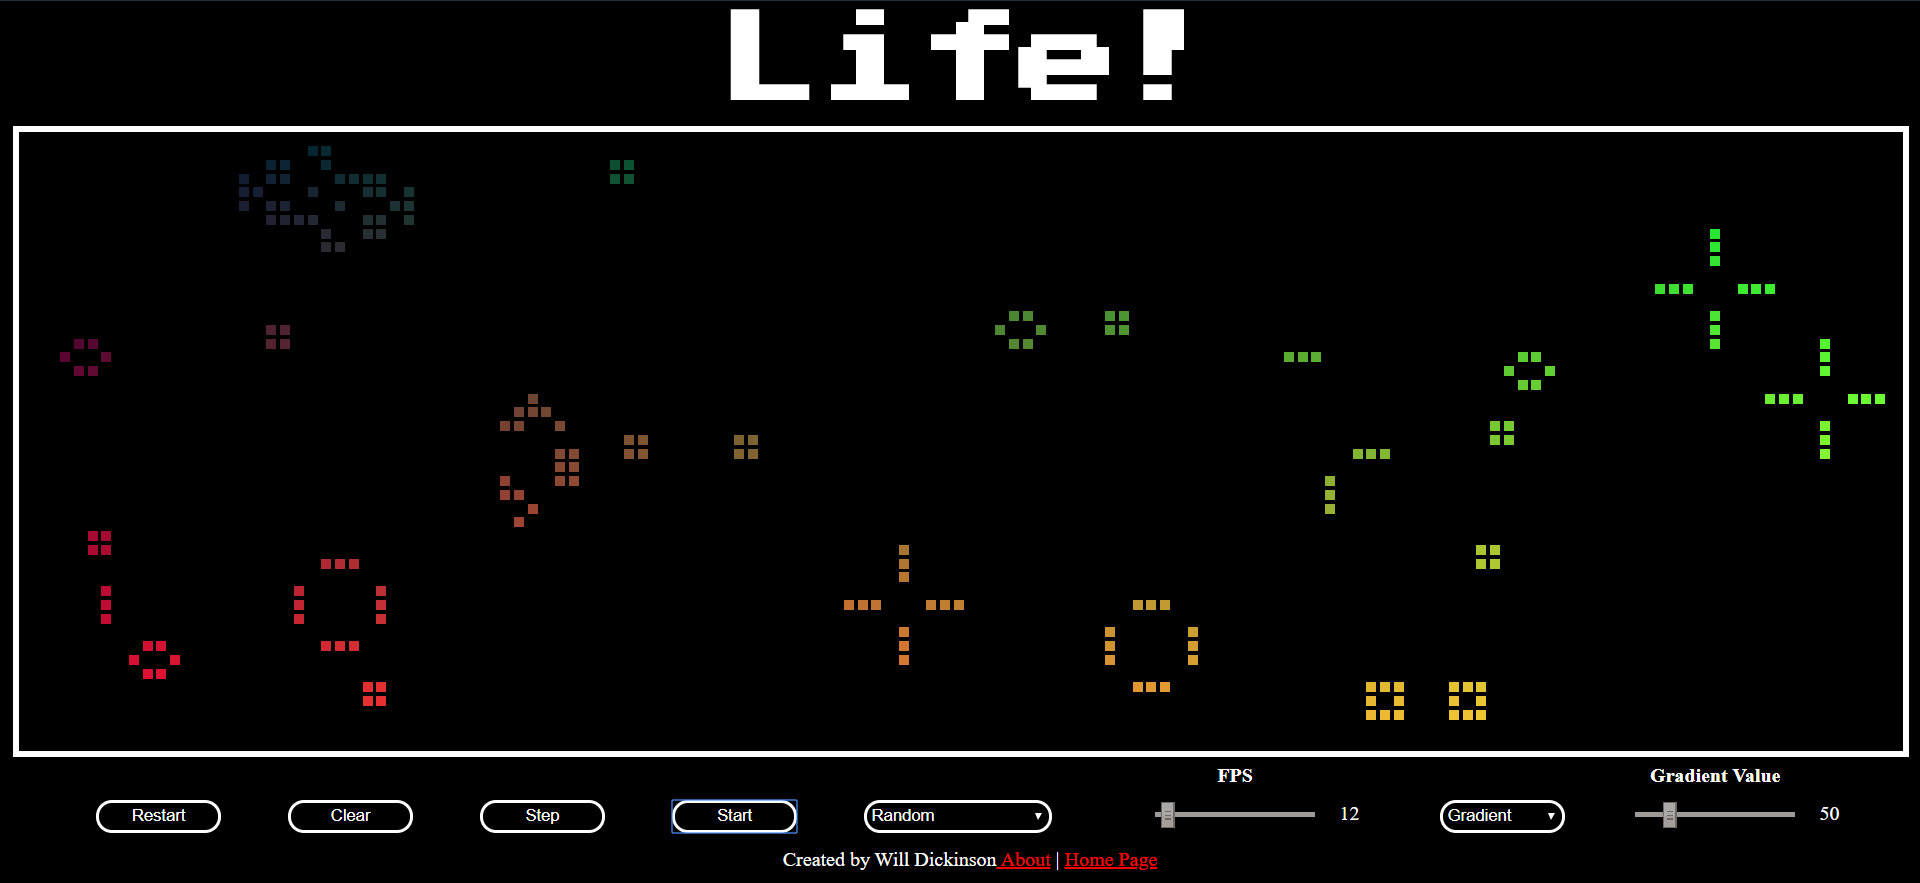 Life!
FPS
Gradient Value
Restart
Clear
Step
Start
Random
12
Gradient
50
Created by Will Dickinson About | Home Page